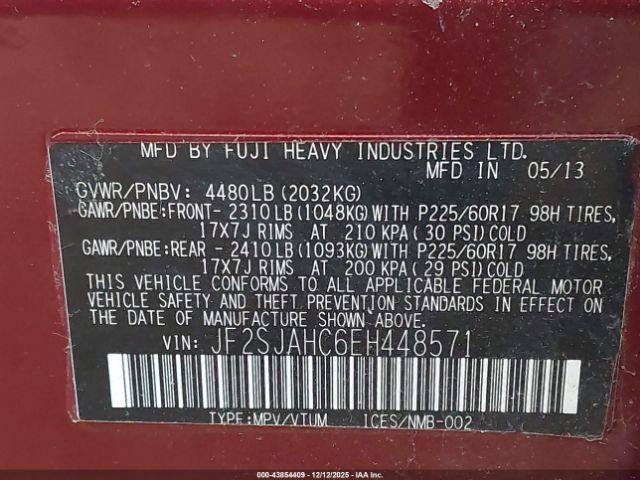 MFD BY FUJI HEAVY INDUSTRIES LTD.
MFD IN 05/13
GVWR/PNBV: 4480LB(2032KG)
GAWR/PNBE:FRONT- 2310LB(1048KG)WITH P225/60R17 98H TIRES,
17X7J RIMS AT 210 KPA( 30 PSI)COLD
GAWR/PNBE:REAR - 2410LB(1093KG)WITH P225/60R17 98H TIRES,
17X7J RIMS AT 200 KPA( 29 PSI)COLD
THIS VEHICLE CONFORMS TO ALL APPLICABLE FEDERAL MOTOR
VEHICLE SAFETY AND THEFT PREVENTION STANDARDS IN EFFECT ON
THE DATE OF MANUFACTURE SHOWN ABOVE.
VIN: JF2SJAHC6EH448571
TYPE:MPV/VTUM ICES/NMB-002
000-43854409 - 12/12/2025 - IAAI.COM